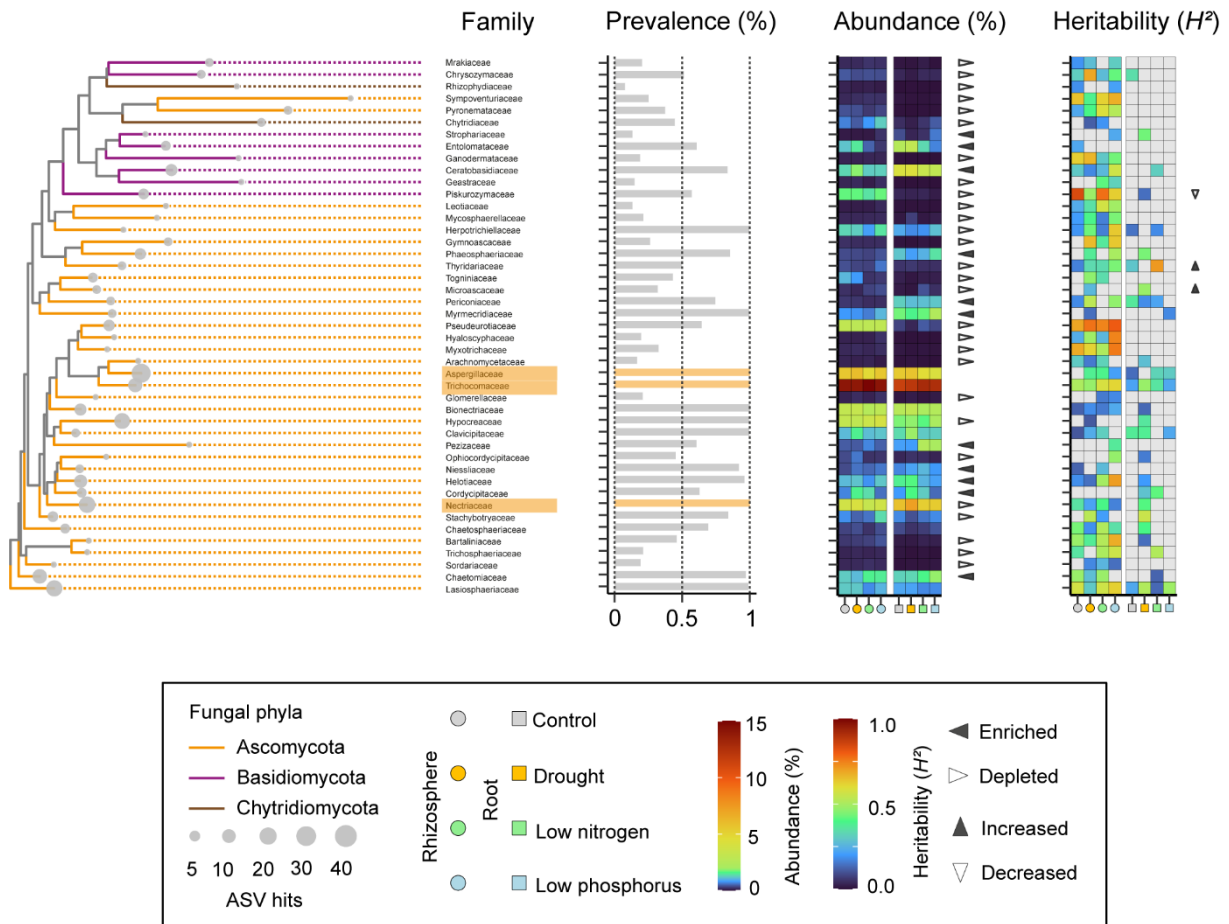 Family
Prevalence (%)
Abundance (%)
Heritability (H²)
Mrakiaceae
Chrysozymaceae
Rhizophydiaceae
Sympoventuriaceae
Pyronemataceae
Chytridiaceae
Strophariaceae
Entolomataceae
Ganodermataceae
Ceratobasidiaceae
Geastraceae
Piskurozymaceae
Leotiaceae
Mycosphaerellaceae
Herpotrichiellaceae
Gymnoascaceae
Phaeosphaeriaceae
Thyridariaceae
Togniniaceae
Microascaceae
Periconiaceae
Myrmecridiaceae
Pseudeurotiaceae
Hyaloscyphaceae
Myxotrichaceae
Arachnomycetaceae
Aspergillaceae
Trichocomaceae
Glomerellaceae
Bionectriaceae
Hypocreaceae
Clavicipitaceae
Pezizaceae
Ophiocordycipitaceae
Niessliaceae
Helotiaceae
Cordycipitaceae
Nectriaceae
Stachybotryaceae
Chaetosphaeriaceae
Bartaliniaceae
Trichosphaeriaceae
Sordariaceae
Chaetomiaceae
Lasiosphaeriaceae
0 0.5 1
Fungal phyla
Ascomycota
Basidiomycota
Chytridiomycota
5 10 20 30 40
ASV hits
Rhizosphere
Root
Control
Drought
Low nitrogen
Low phosphorus
15
10
5
0
Abundance (%)
1.0
0.5
0.0
Heritability (H²)
Enriched
Depleted
Increased
Decreased